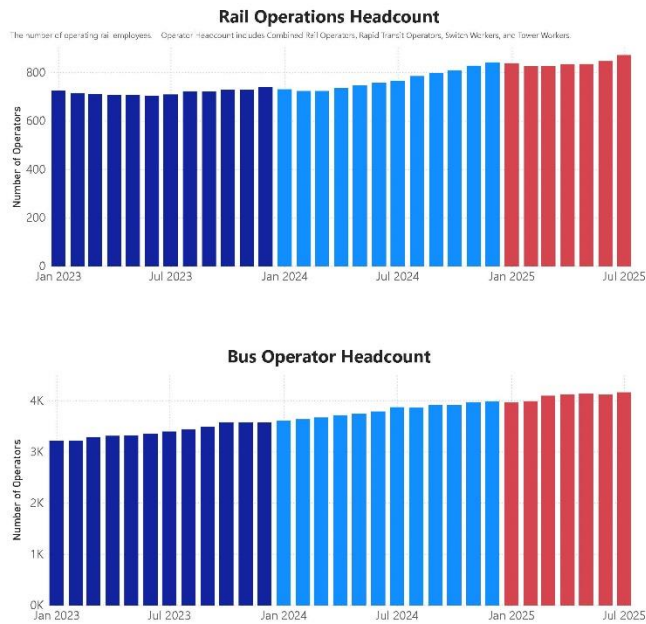 Rail Operations Headcount
The number of operating rail employees. Operator Headcount includes Combined Rail Operators, Rapid Transit Operators, Switch Workers, and Tower Workers.
Number of Operators
800
600
400
200
0
Jan 2023 Jul 2023 Jan 2024 Jul 2024 Jan 2025 Jul 2025
Bus Operator Headcount
Number of Operators
4K
3K
2K
1K
0K
Jan 2023 Jul 2023 Jan 2024 Jul 2024 Jan 2025 Jul 2025